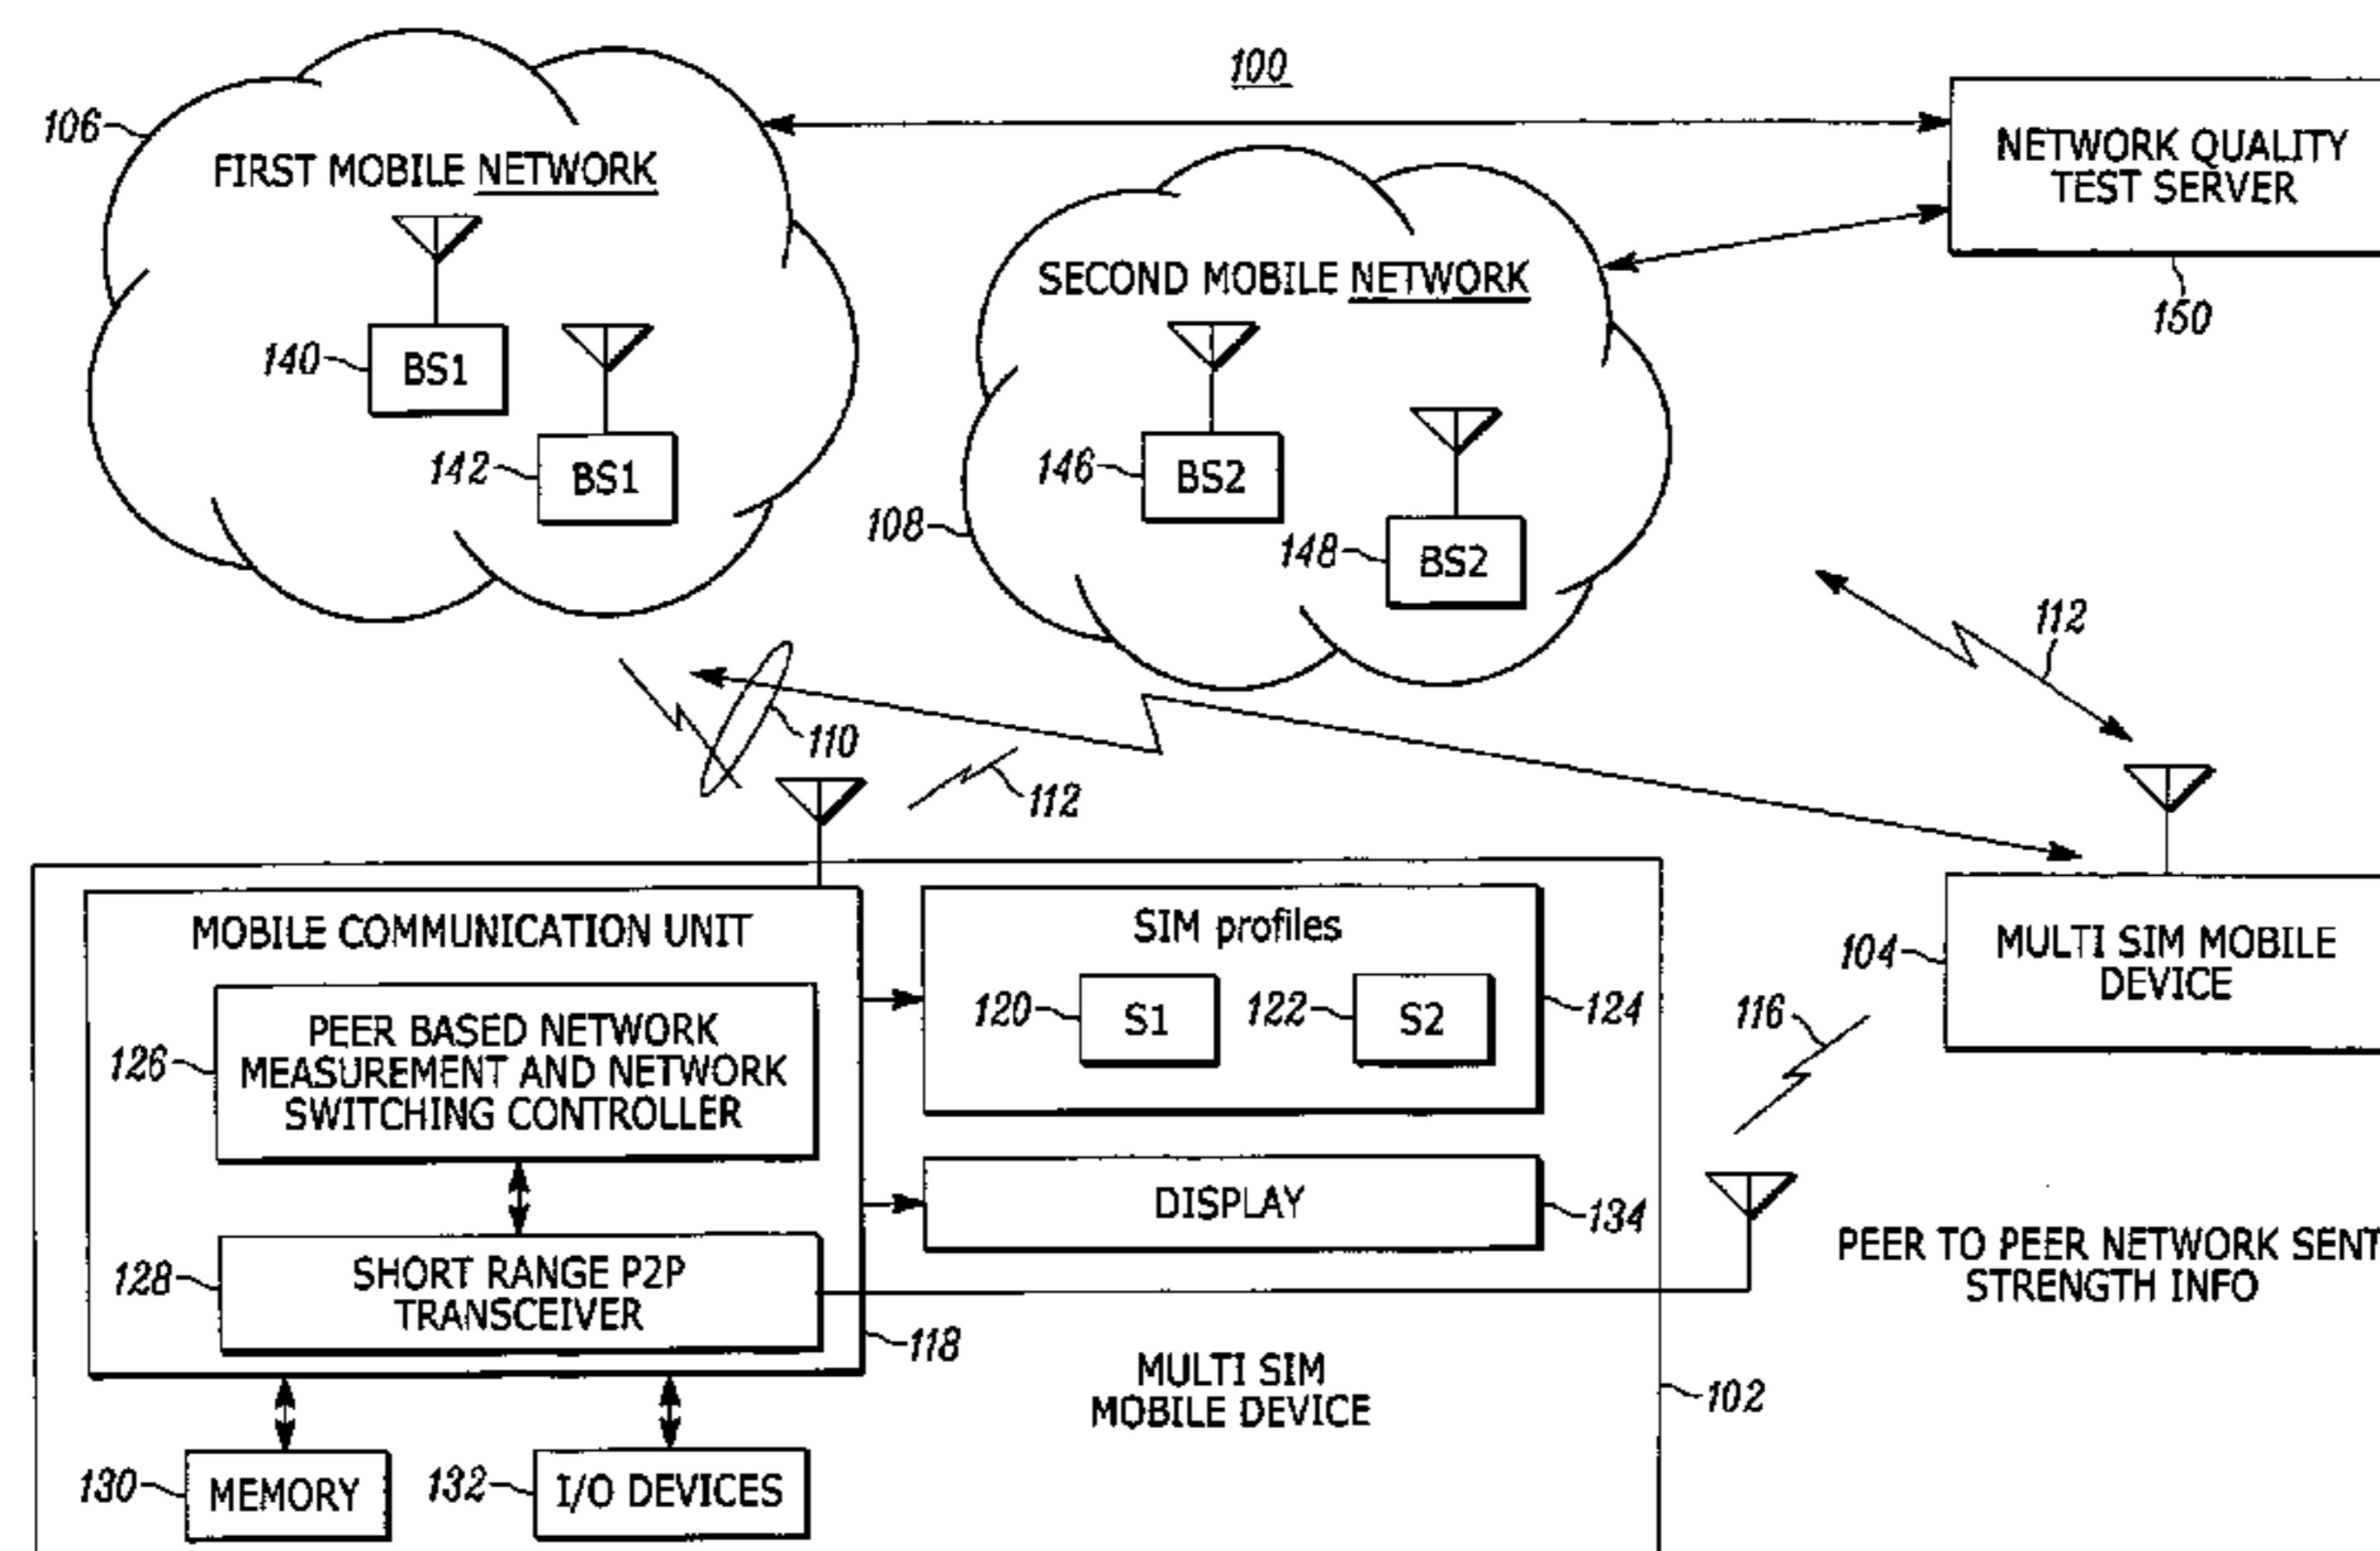 100
106
FIRST MOBILE NETWORK
NETWORK QUALITY
TEST SERVER
150
SECOND MOBILE NETWORK
140
BS1
142
BS1
146
BS2
108
148
BS2
112
110
112
MOBILE COMMUNICATION UNIT
SIM profiles
120
S1
122
S2
124
104
MULTI SIM MOBILE
DEVICE
116
126
PEER BASED NETWORK
MEASUREMENT AND NETWORK
SWITCHING CONTROLLER
DISPLAY
134
128
SHORT RANGE P2P
TRANSCEIVER
118
PEER TO PEER NETWORK SENT
STRENGTH INFO
MULTI SIM
MOBILE DEVICE
102
130
MEMORY
132
I/O DEVICES